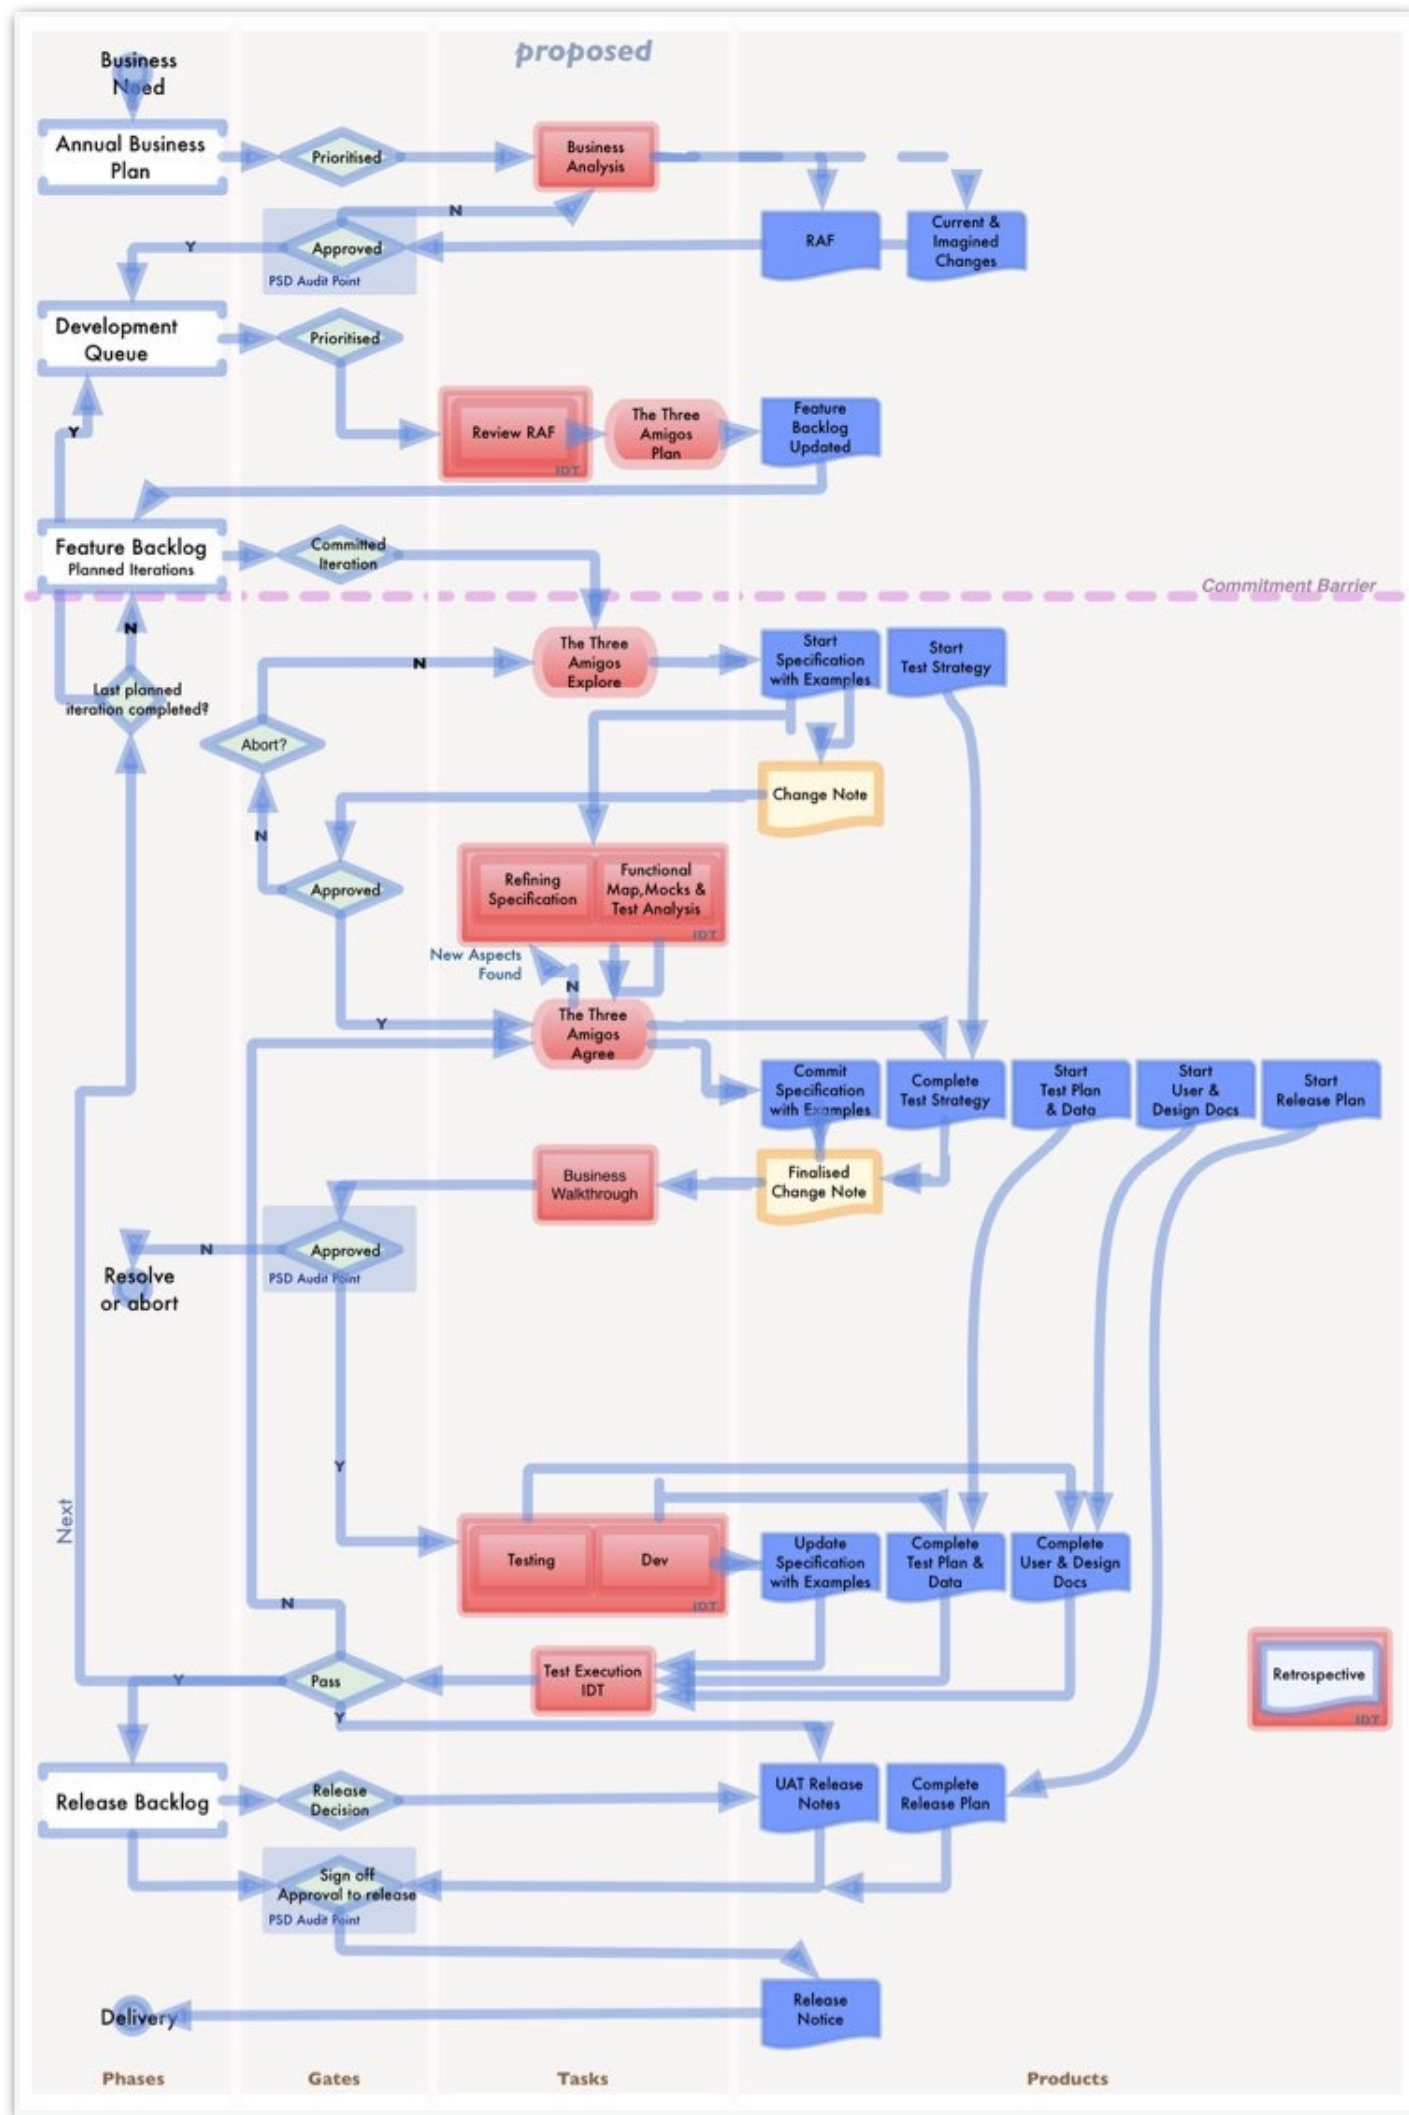 proposed
Business
Need
Annual Business
Plan
Prioritised
Business
Analysis
N
Y
Approved
PSD Audit Point
RAF
Current &
Imagined
Changes
Development
Queue
Prioritised
Y
Review RAF
IDT
The Three
Amigos
Plan
Feature
Backlog
Updated
Feature Backlog
Planned Iterations
Committed
Iteration
Commitment Barrier
N
Last planned
iteration completed?
N
The Three
Amigos
Explore
Start
Specification
with Examples
Start
Test Strategy
Abort?
Change Note
N
Approved
Refining
Specification
Functional
Map,Mocks &
Test Analysis
IDT
New Aspects
Found
N
Y
The Three
Amigos
Agree
Commit
Specification
with Examples
Complete
Test Strategy
Start
Test Plan
& Data
Start
User &
Design Docs
Start
Release Plan
Business
Walkthrough
Finalised
Change Note
N
Approved
PSD Audit Point
Resolve
or abort
Y
Next
Testing
Dev
IDT
Update
Specification
with Examples
Complete
Test Plan &
Data
Complete
User & Design
Docs
N
Y
Pass
Y
Test Execution
IDT
Retrospective
IDT
Release Backlog
Release
Decision
UAT Release
Notes
Complete
Release Plan
Sign off
Approval to release
PSD Audit Point
Release
Notice
Delivery
Phases
Gates
Tasks
Products